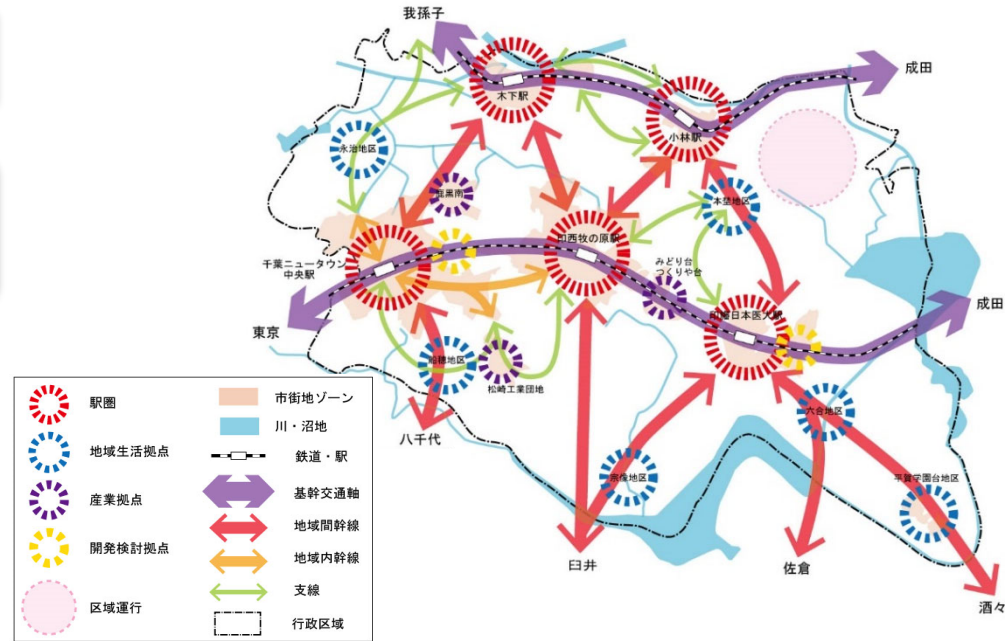 我孫子
成田
木下駅
小林駅
永治地区
鹿黒南
本埜地区
千葉ニュータウン
中央駅
印西牧の原駅
みどり台
つくりや台
成田
印旛日本医大駅
東京
船穂地区
松崎工業団地
六合地区
八千代
宗像地区
平賀学園台地区
臼井
佐倉
酒々
駅圏
地域生活拠点
産業拠点
開発検討拠点
区域運行
市街地ゾーン
川・沼地
鉄道・駅
基幹交通軸
地域間幹線
地域内幹線
支線
行政区域